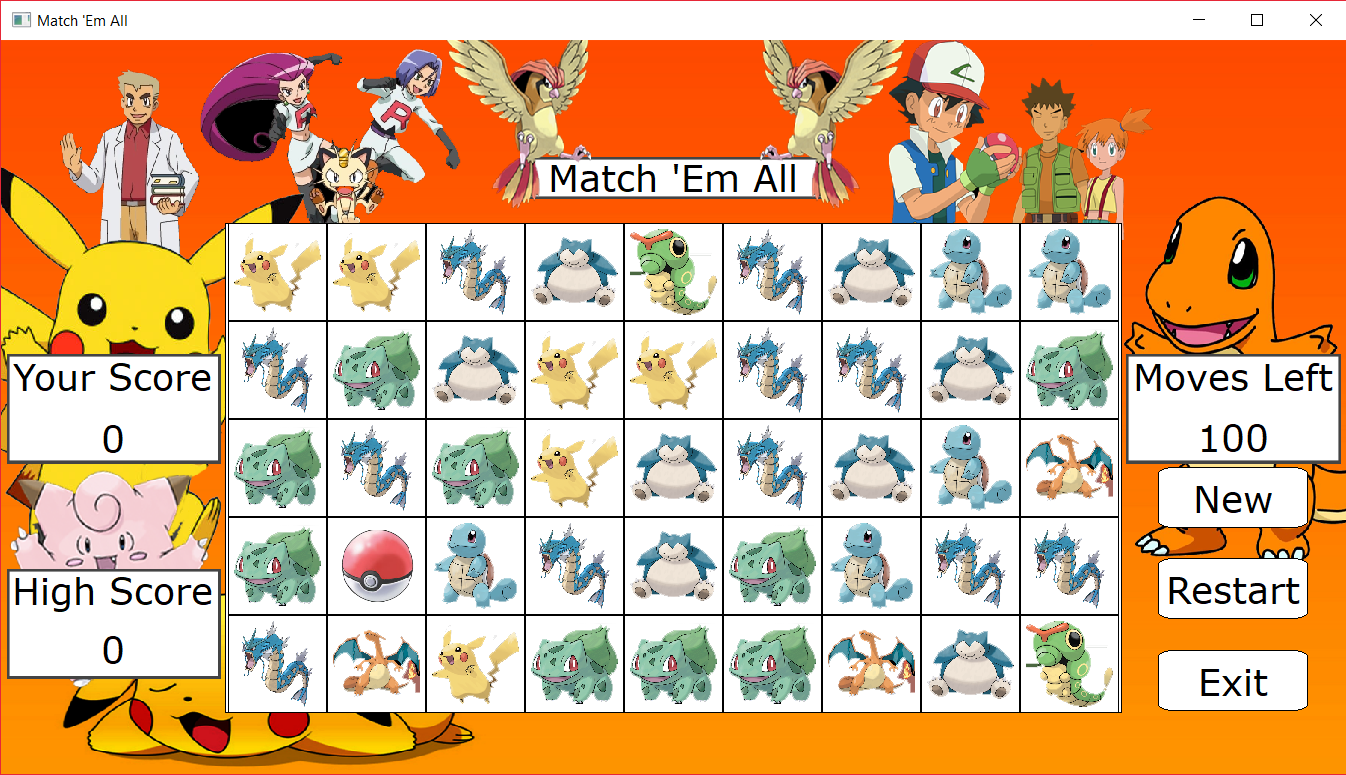 Match 'Em All
R
R
Match 'Em All
Your Score
0
Moves Left
100
New
High Score
0
Restart
Exit